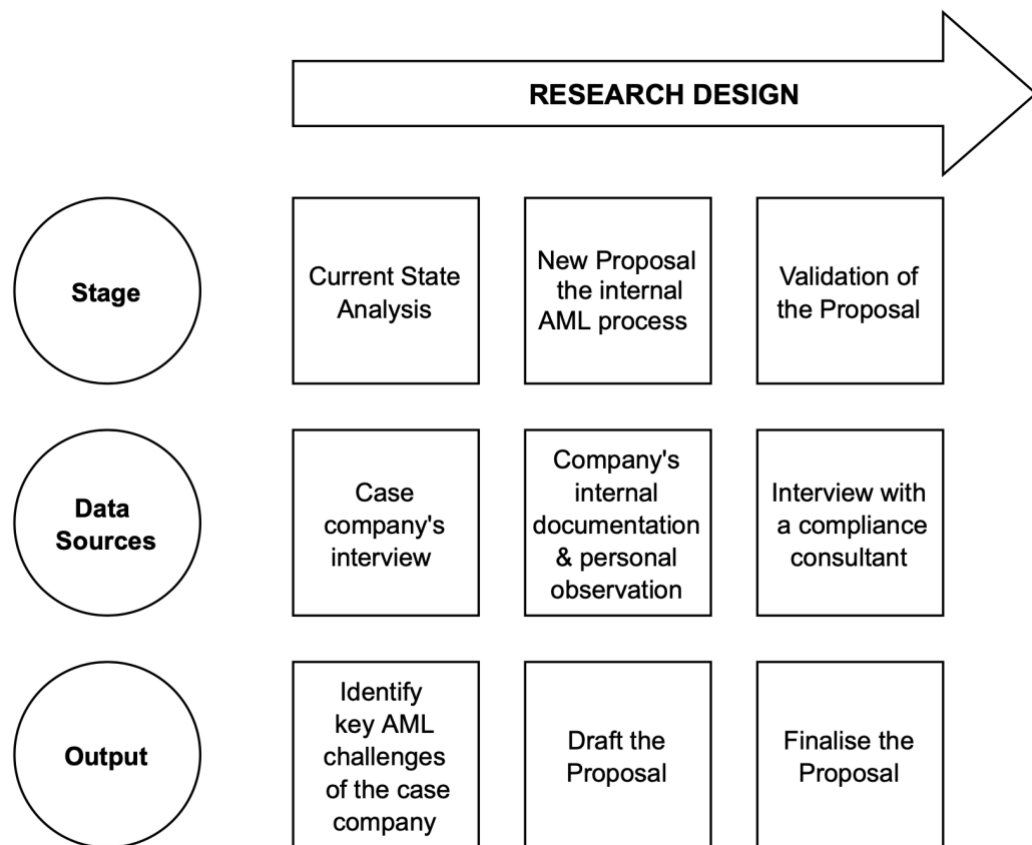 RESEARCH DESIGN
Stage
Current State
Analysis
New Proposal
the internal
AML process
Validation of
the Proposal
Data
Sources
Case
company's
interview
Company's
internal
documentation
& personal
observation
Interview with
a compliance
consultant
Output
Identify
key AML
challenges
of the case
company
Draft the
Proposal
Finalise the
Proposal